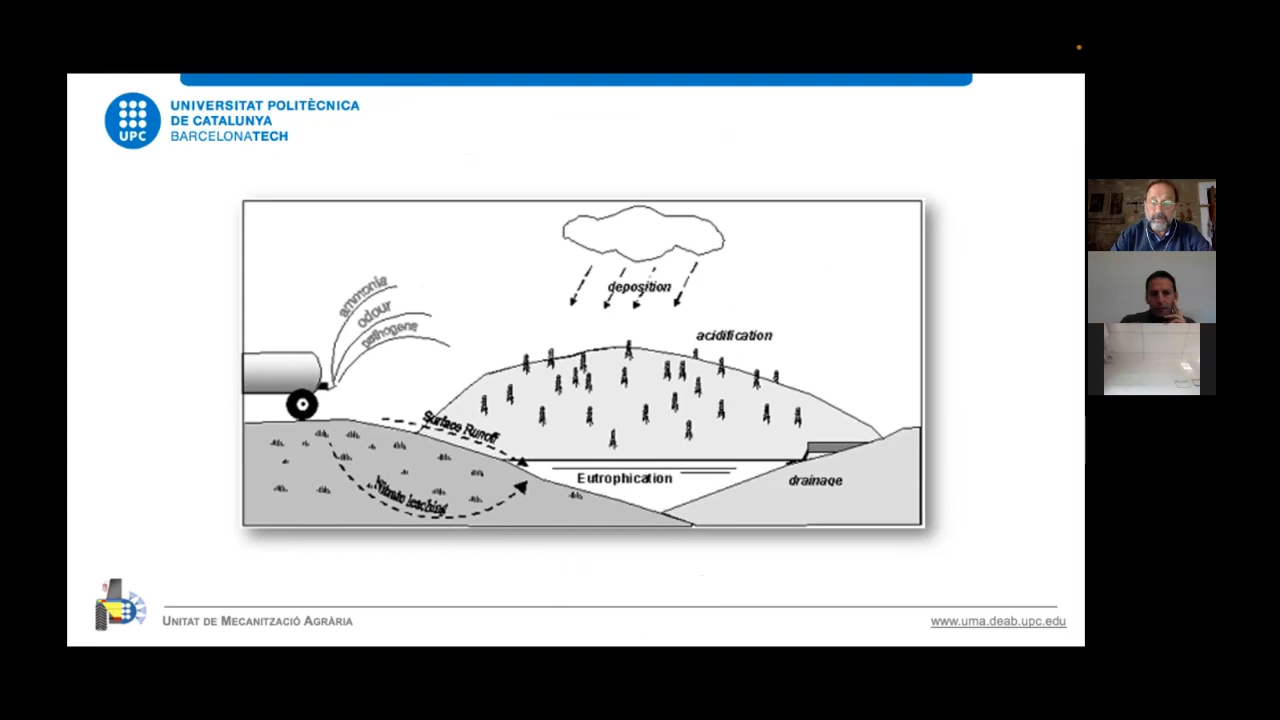 UNIVERSITAT POLITÈCNICA
DE CATALUNYA
BARCELONATECH
UPC
deposition
ammonia
odour
pathogens
acidification
Surface Runoff
Eutrophication
drainage
Nitrate leaching
UNITAT DE MECANITZACIÓ AGRÀRIA
www.uma.deab.upc.edu